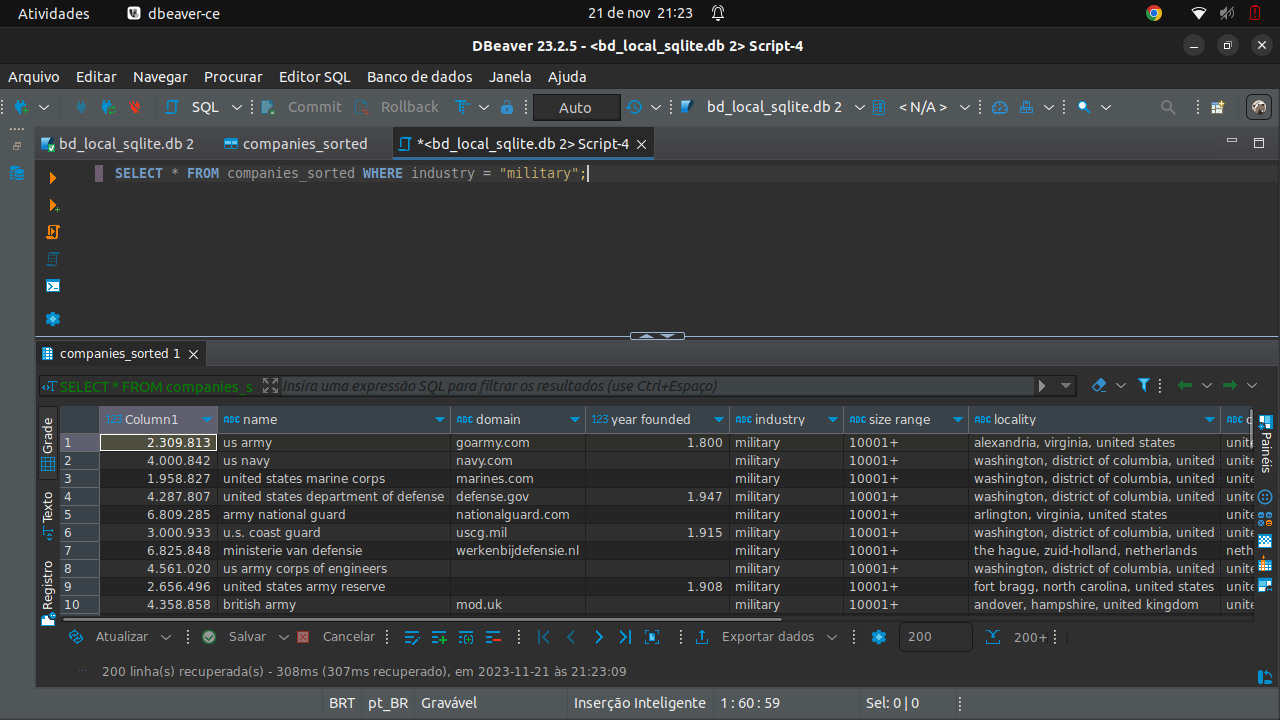 Atividades dbeaver-ce 21 de nov 21:23
DBeaver 23.2.5 - <bd_local_sqlite.db 2> Script-4
Arquivo Editar Navegar Procurar Editor SQL Banco de dados Janela Ajuda
SQL Commit Rollback Auto bd_local_sqlite.db 2 < N/A >
bd_local_sqlite.db 2 companies_sorted *<bd_local_sqlite.db 2> Script-4
SELECT * FROM companies_sorted WHERE industry = "military";
companies_sorted 1
SELECT * FROM companies_s Insira uma expressão SQL para filtrar os resultados (use Ctrl+Espaço)
Grade
Texto
Registro
Painéis
123 Column1 ABC name ABC domain 123 year founded ABC industry ABC size range ABC locality ABC
1 2.309.813 us army goarmy.com 1.800 military 10001+ alexandria, virginia, united states unite
2 4.000.842 us navy navy.com military 10001+ washington, district of columbia, united unite
3 1.958.827 united states marine corps marines.com military 10001+ washington, district of columbia, united unite
4 4.287.807 united states department of defense defense.gov 1.947 military 10001+ washington, district of columbia, united unite
5 6.809.285 army national guard nationalguard.com military 10001+ arlington, virginia, united states unite
6 3.000.933 u.s. coast guard uscg.mil 1.915 military 10001+ washington, district of columbia, united unite
7 6.825.848 ministerie van defensie werkenbijdefensie.nl military 10001+ the hague, zuid-holland, netherlands neth
8 4.561.020 us army corps of engineers military 10001+ washington, district of columbia, united unite
9 2.656.496 united states army reserve 1.908 military 10001+ fort bragg, north carolina, united states unite
10 4.358.858 british army mod.uk military 10001+ andover, hampshire, united kingdom unite
Atualizar Salvar Cancelar Exportar dados 200 200+
200 linha(s) recuperada(s) - 308ms (307ms recuperado), em 2023-11-21 às 21:23:09
BRT pt_BR Gravável Inserção Inteligente 1 : 60 : 59 Sel: 0 | 0